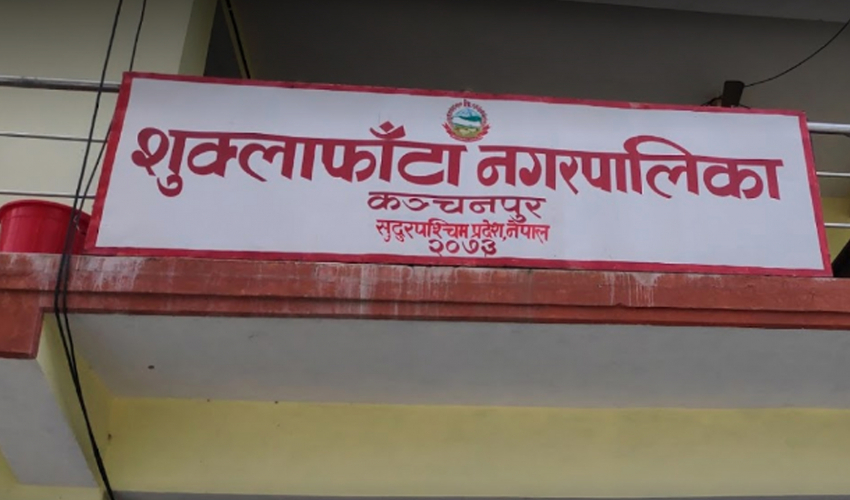 शुक्लाफाँटा नगरपालिका
कञ्चनपुर
सुदुरपश्चिम प्रदेश, नेपाल
२०७३